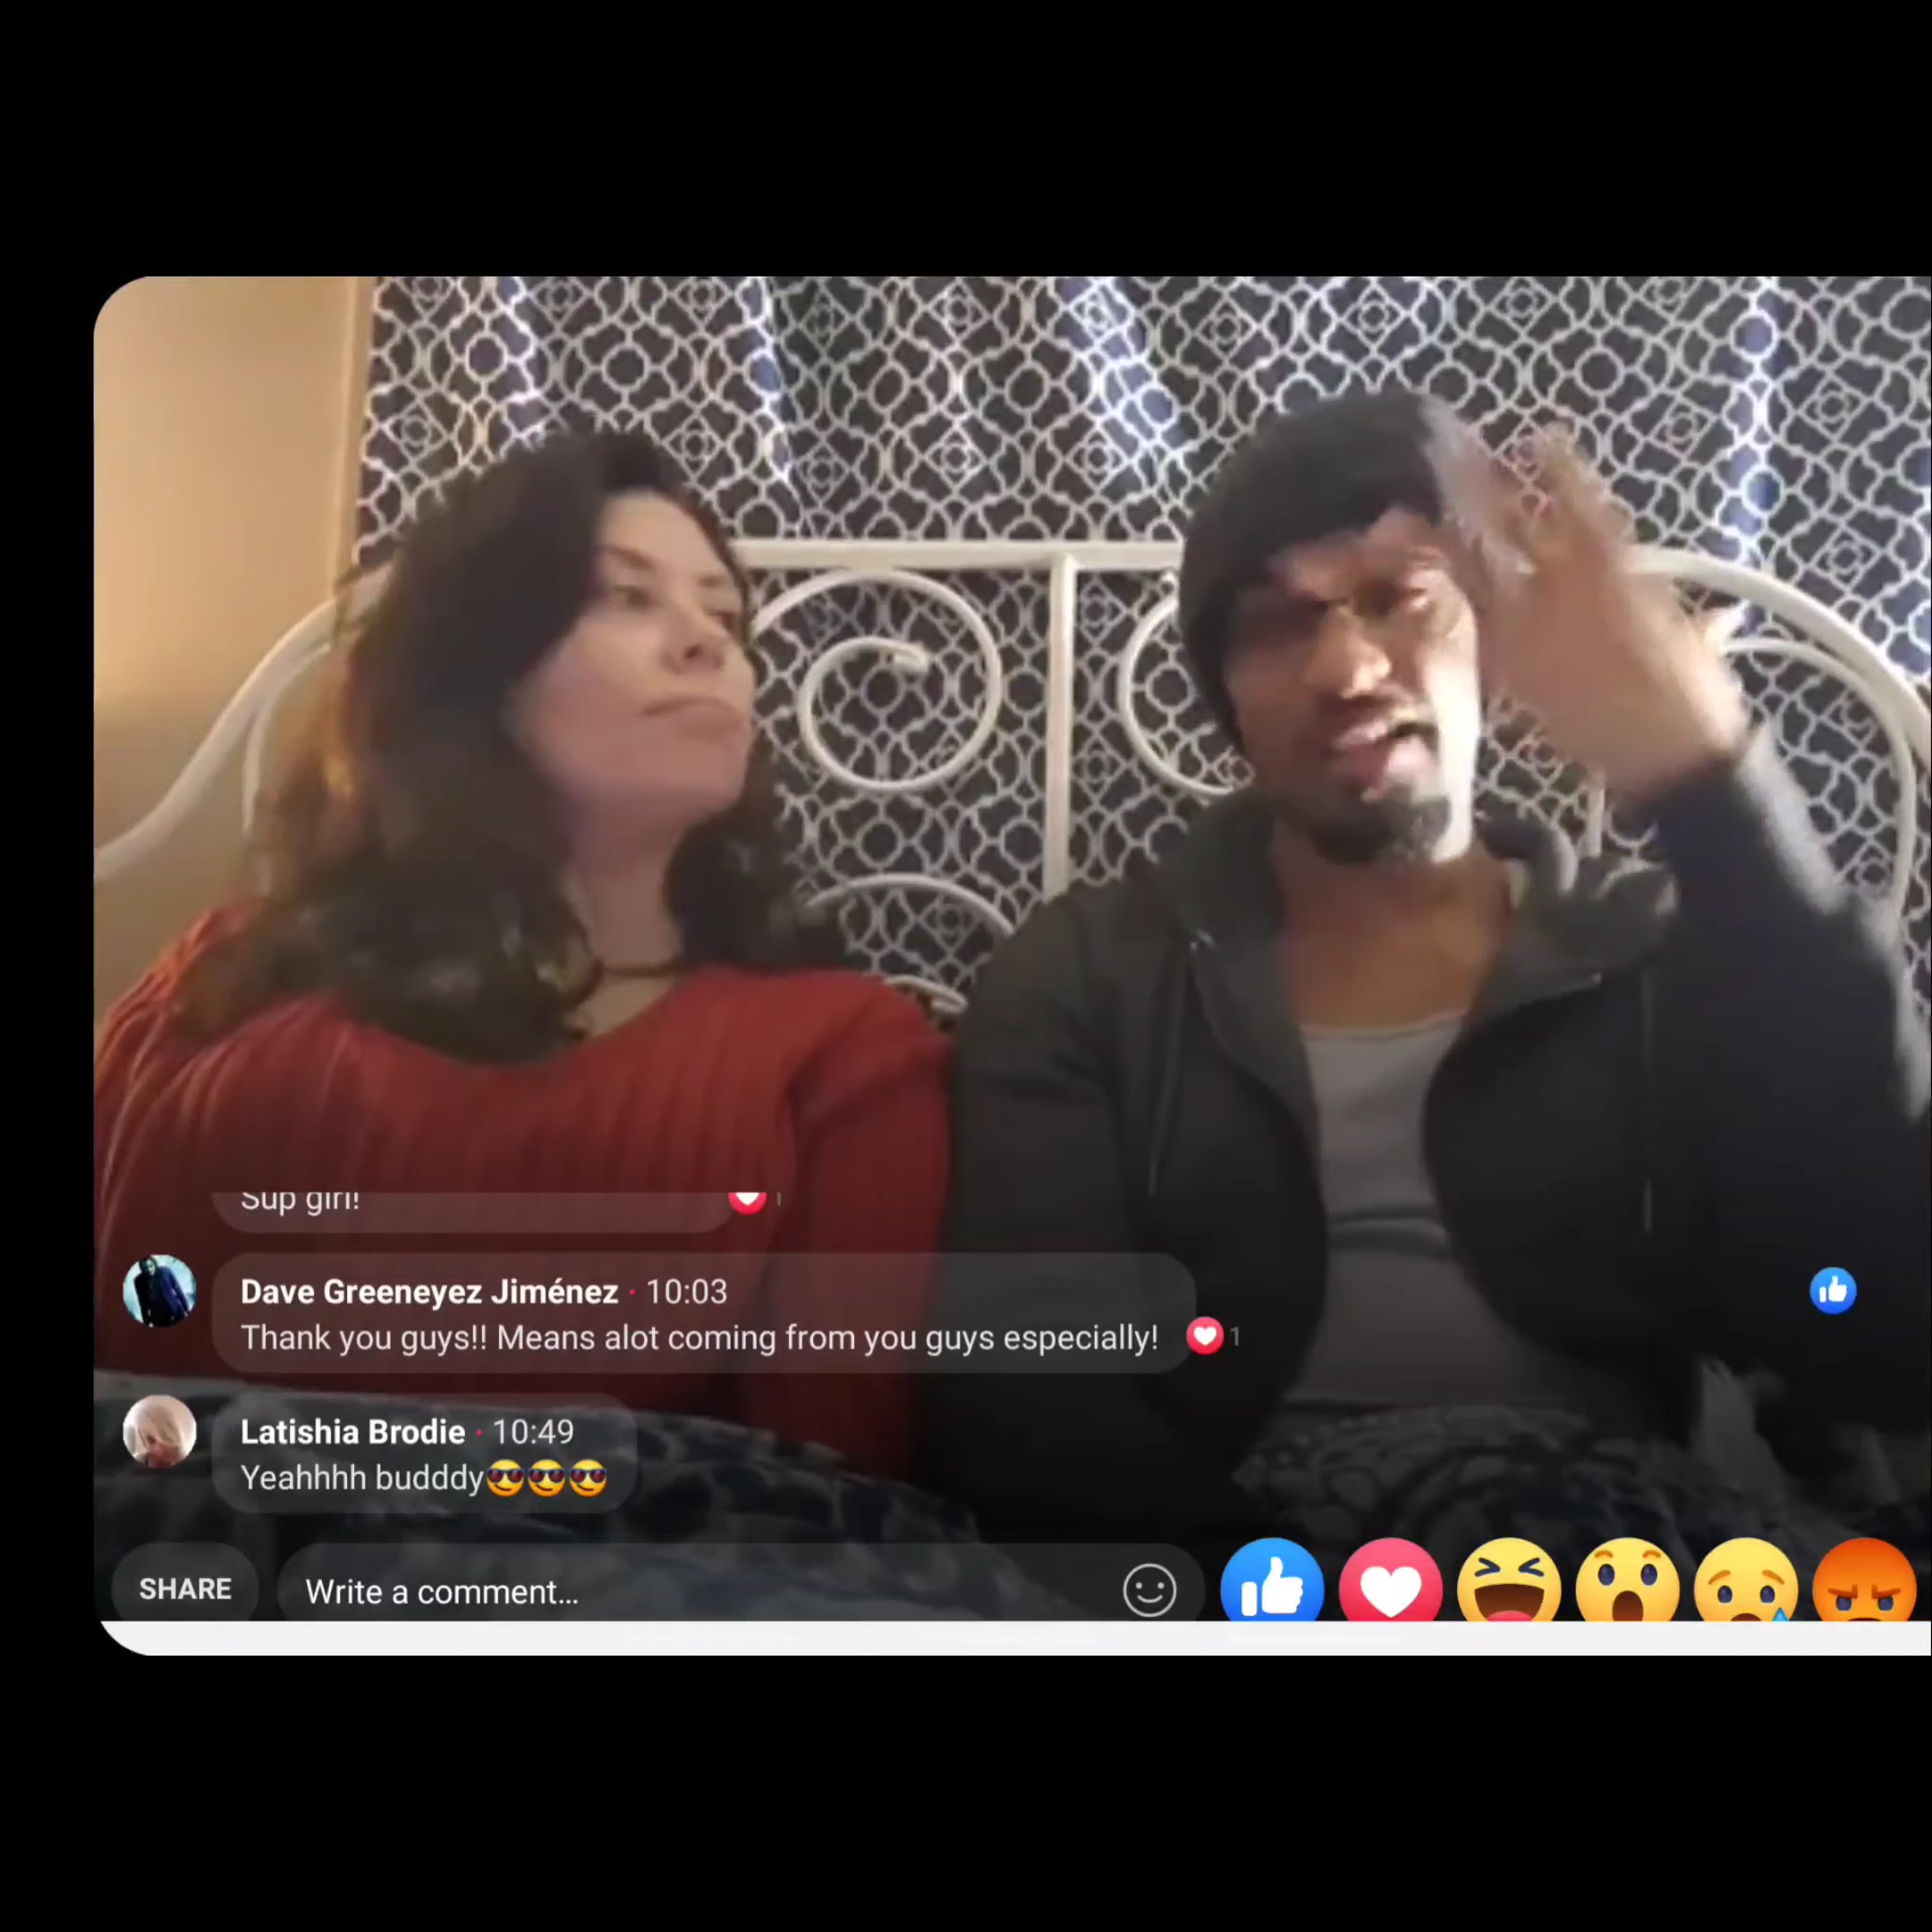 Sup girl!
1
Dave Greeneyez Jiménez · 10:03
Thank you guys!! Means alot coming from you guys especially!
1
Latishia Brodie · 10:49
Yeahhhh budddy😎😎😎
SHARE
Write a comment...